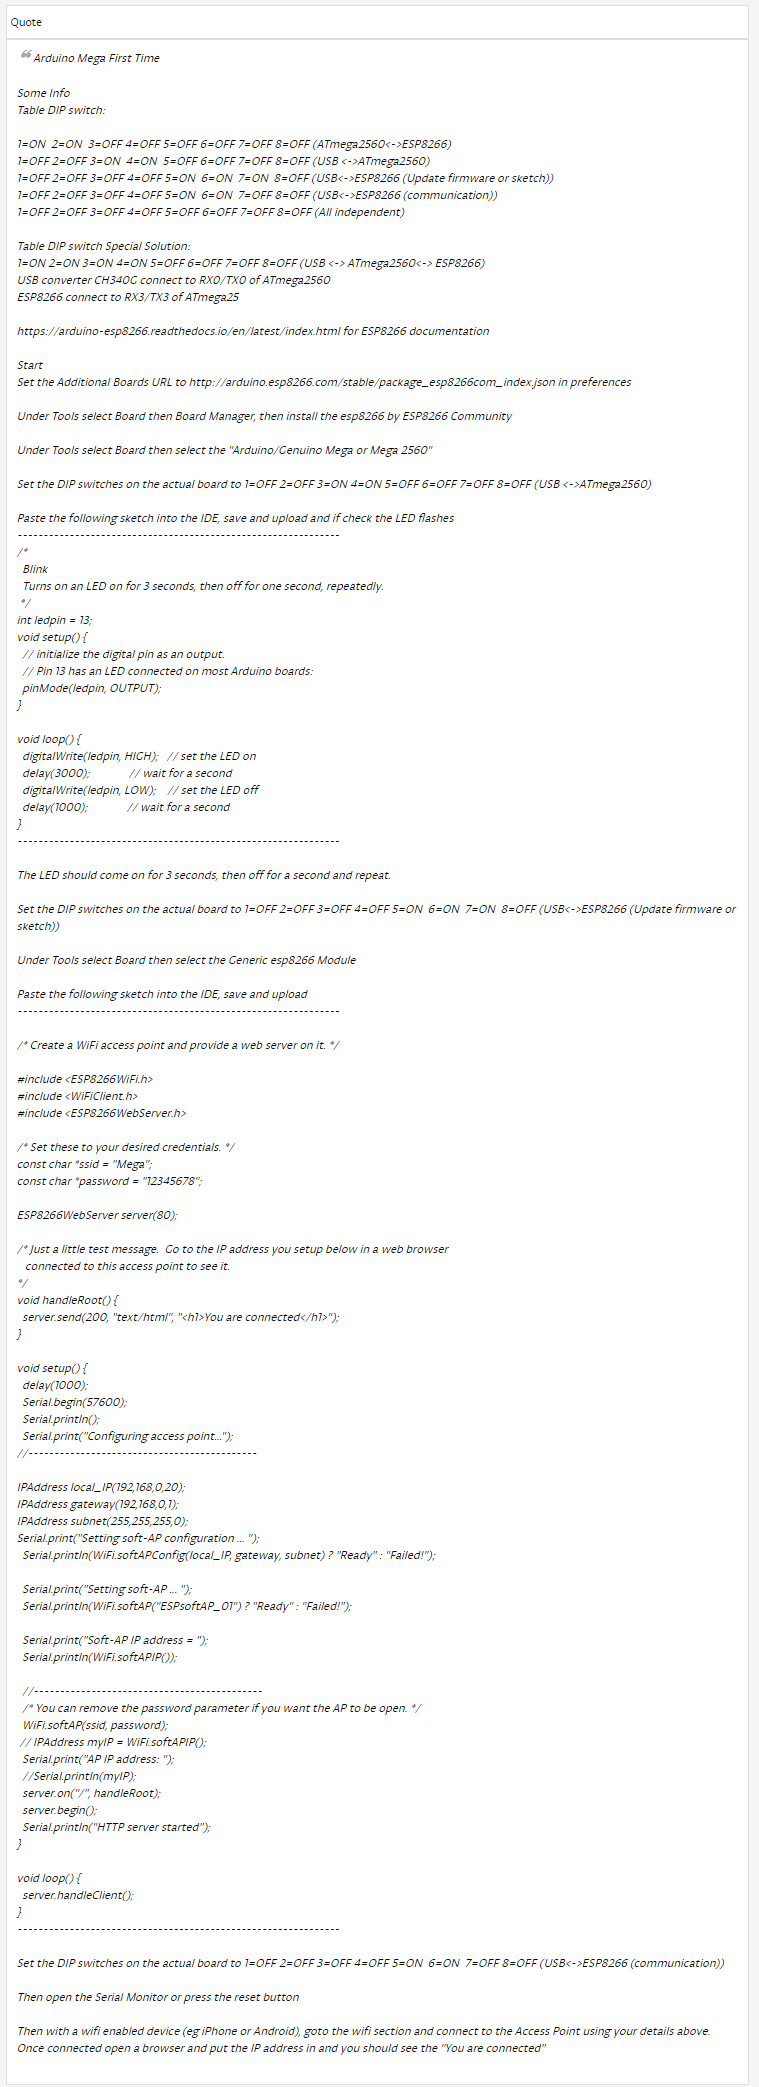 Quote
❝ Arduino Mega First Time
Some Info
Table DIP switch:
1=ON  2=ON  3=OFF 4=OFF 5=OFF 6=OFF 7=OFF 8=OFF (ATmega2560<->ESP8266)
1=OFF 2=OFF 3=ON  4=ON  5=OFF 6=OFF 7=OFF 8=OFF (USB <->ATmega2560)
1=OFF 2=OFF 3=OFF 4=OFF 5=ON  6=ON  7=ON  8=OFF (USB<->ESP8266 (Update firmware or sketch))
1=OFF 2=OFF 3=OFF 4=OFF 5=ON  6=ON  7=OFF 8=OFF (USB<->ESP8266 (communication))
1=OFF 2=OFF 3=OFF 4=OFF 5=OFF 6=OFF 7=OFF 8=OFF (All independent)
Table DIP switch Special Solution:
1=ON 2=ON 3=ON 4=ON 5=OFF 6=OFF 7=OFF 8=OFF (USB <-> ATmega2560<-> ESP8266)
USB converter CH340G connect to RX0/TX0 of ATmega2560
ESP8266 connect to RX3/TX3 of ATmega25
https://arduino-esp8266.readthedocs.io/en/latest/index.html for ESP8266 documentation
Start
Set the Additional Boards URL to http://arduino.esp8266.com/stable/package_esp8266com_index.json in preferences
Under Tools select Board then Board Manager, then install the esp8266 by ESP8266 Community
Under Tools select Board then select the "Arduino/Genuino Mega or Mega 2560"
Set the DIP switches on the actual board to 1=OFF 2=OFF 3=ON 4=ON 5=OFF 6=OFF 7=OFF 8=OFF (USB <->ATmega2560)
Paste the following sketch into the IDE, save and upload and if check the LED flashes
--------------------------------------------------------------
/*
  Blink
  Turns on an LED on for 3 seconds, then off for one second, repeatedly.
 */
int ledpin = 13;
void setup() {
  // initialize the digital pin as an output.
  // Pin 13 has an LED connected on most Arduino boards:
  pinMode(ledpin, OUTPUT);
}
void loop() {
  digitalWrite(ledpin, HIGH);   // set the LED on
  delay(3000);              // wait for a second
  digitalWrite(ledpin, LOW);    // set the LED off
  delay(1000);              // wait for a second
}
--------------------------------------------------------------
The LED should come on for 3 seconds, then off for a second and repeat.
Set the DIP switches on the actual board to 1=OFF 2=OFF 3=OFF 4=OFF 5=ON  6=ON  7=ON  8=OFF (USB<->ESP8266 (Update firmware or
sketch))
Under Tools select Board then select the Generic esp8266 Module
Paste the following sketch into the IDE, save and upload
--------------------------------------------------------------
/* Create a WiFi access point and provide a web server on it. */
#include <ESP8266WiFi.h>
#include <WiFiClient.h>
#include <ESP8266WebServer.h>
/* Set these to your desired credentials. */
const char *ssid = "Mega";
const char *password = "12345678";
ESP8266WebServer server(80);
/* Just a little test message.  Go to the IP address you setup below in a web browser
   connected to this access point to see it.
*/
void handleRoot() {
  server.send(200, "text/html", "<h1>You are connected</h1>");
}
void setup() {
  delay(1000);
  Serial.begin(57600);
  Serial.println();
  Serial.print("Configuring access point...");
//--------------------------------------------
IPAddress local_IP(192,168,0,20);
IPAddress gateway(192,168,0,1);
IPAddress subnet(255,255,255,0);
Serial.print("Setting soft-AP configuration ... ");
  Serial.println(WiFi.softAPConfig(local_IP, gateway, subnet) ? "Ready" : "Failed!");
  Serial.print("Setting soft-AP ... ");
  Serial.println(WiFi.softAP("ESPsoftAP_01") ? "Ready" : "Failed!");
  Serial.print("Soft-AP IP address = ");
  Serial.println(WiFi.softAPIP());
  //--------------------------------------------
  /* You can remove the password parameter if you want the AP to be open. */
  WiFi.softAP(ssid, password);
 // IPAddress myIP = WiFi.softAPIP();
  Serial.print("AP IP address: ");
  //Serial.println(myIP);
  server.on("/", handleRoot);
  server.begin();
  Serial.println("HTTP server started");
}
void loop() {
  server.handleClient();
}
--------------------------------------------------------------
Set the DIP switches on the actual board to 1=OFF 2=OFF 3=OFF 4=OFF 5=ON  6=ON  7=OFF 8=OFF (USB<->ESP8266 (communication))
Then open the Serial Monitor or press the reset button
Then with a wifi enabled device (eg iPhone or Android), goto the wifi section and connect to the Access Point using your details above.
Once connected open a browser and put the IP address in and you should see the "You are connected"